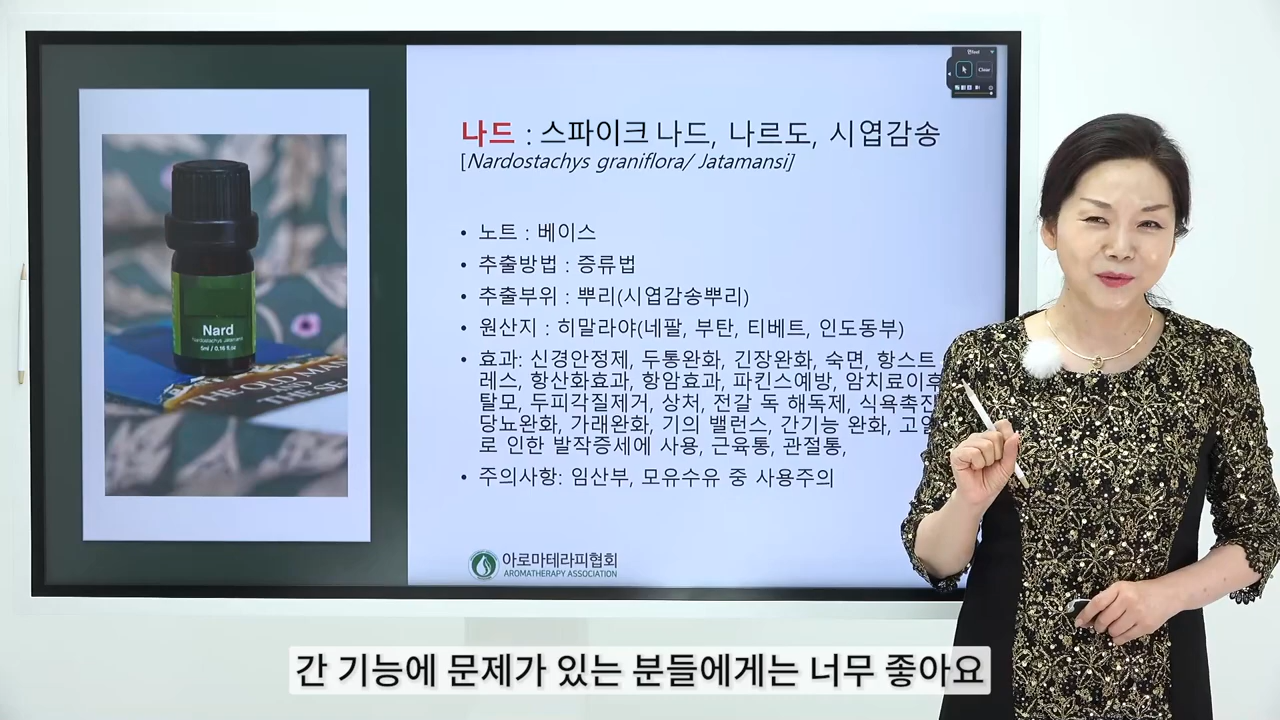 나드 : 스파이크 나드, 나르도, 시엽감송
[Nardostachys graniflora/ Jatamansi]
• 노트 : 베이스
• 추출방법 : 증류법
• 추출부위 : 뿌리(시엽감송뿌리)
• 원산지 : 히말라야(네팔, 부탄, 티베트, 인도동부)
• 효과: 신경안정제, 두통완화, 긴장완화, 숙면, 항스트
레스, 항산화효과, 항암효과, 파킨스예방, 암치료이후
탈모, 두피각질제거, 상처, 전갈 독 해독제, 식욕촉진
당뇨완화, 가래완화, 기의 밸런스, 간기능 완화,
로 인한 발작증세에 사용, 근육통, 관절통,
• 주의사항: 임산부, 모유수유 중 사용주의
아로마테라피협회
AROMATHERAPY ASSOCIATION
Nard
Nardostachys Jatamansi
5ml / 0.16 fl.oz
THE OLD MAN
AND
THE SEA
Clear
간 기능에 문제가 있는 분들에게는 너무 좋아요